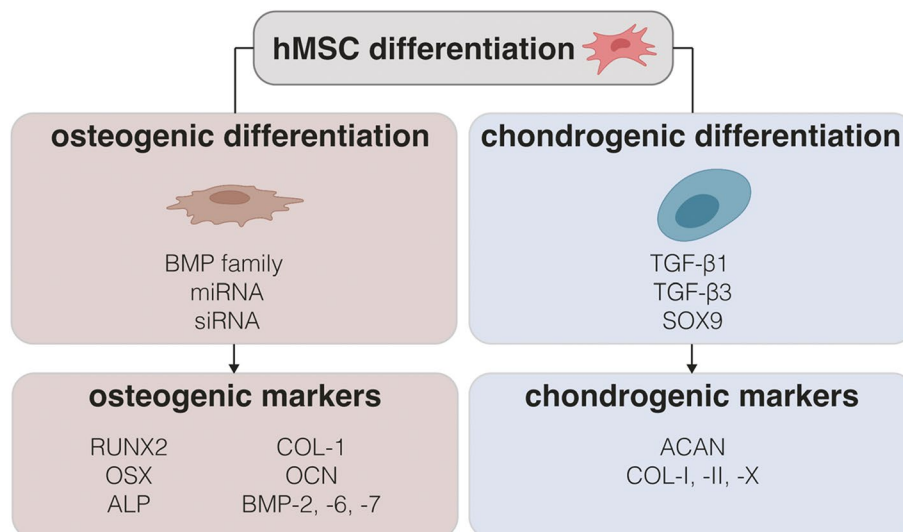 hMSC differentiation
osteogenic differentiation
BMP family
miRNA
siRNA
chondrogenic differentiation
TGF-β1
TGF-β3
SOX9
osteogenic markers
RUNX2
OSX
ALP
COL-1
OCN
BMP-2, -6, -7
chondrogenic markers
ACAN
COL-I, -II, -X